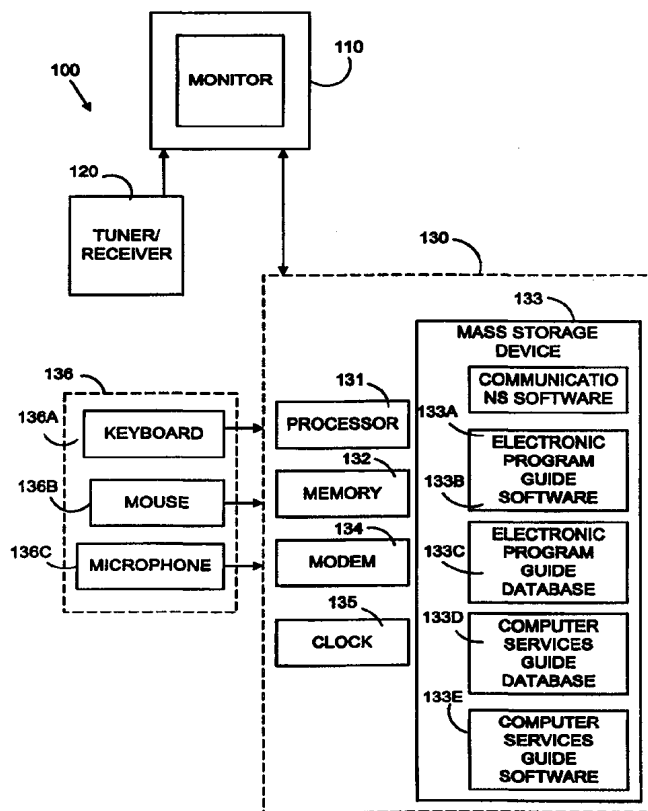 100
MONITOR
110
120
TUNER/
RECEIVER
130
133
MASS STORAGE
DEVICE
COMMUNICATIO
NS SOFTWARE
133A
ELECTRONIC
PROGRAM
GUIDE
SOFTWARE
133B
133C
ELECTRONIC
PROGRAM
GUIDE
DATABASE
133D
COMPUTER
SERVICES
GUIDE
DATABASE
133E
COMPUTER
SERVICES
GUIDE
SOFTWARE
136
136A
KEYBOARD
136B
MOUSE
136C
MICROPHONE
131
PROCESSOR
132
MEMORY
134
MODEM
135
CLOCK